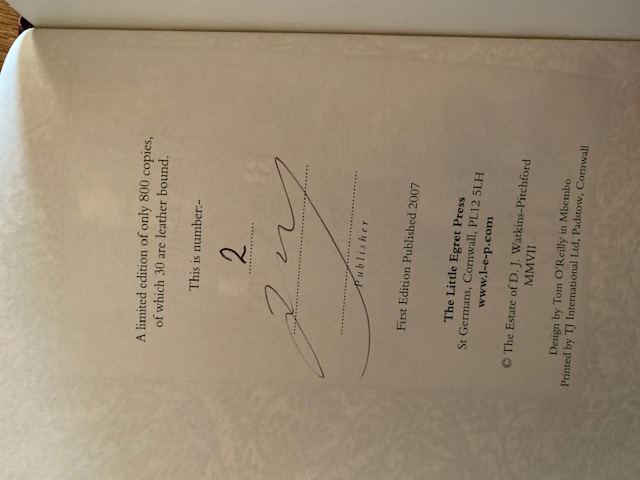 A limited edition of only 800 copies,
of which 30 are leather bound.
This is number:-
2
Publisher
First Edition Published 2007
The Little Egret Press
St Germans, Cornwall, PL12 5LH
www.l-e-p.com
© The Estate of D. J. Watkins-Pitchford
MMVII
Design by Tom O'Reilly in Mbembo
Printed by TJ International Ltd, Padstow, Cornwall